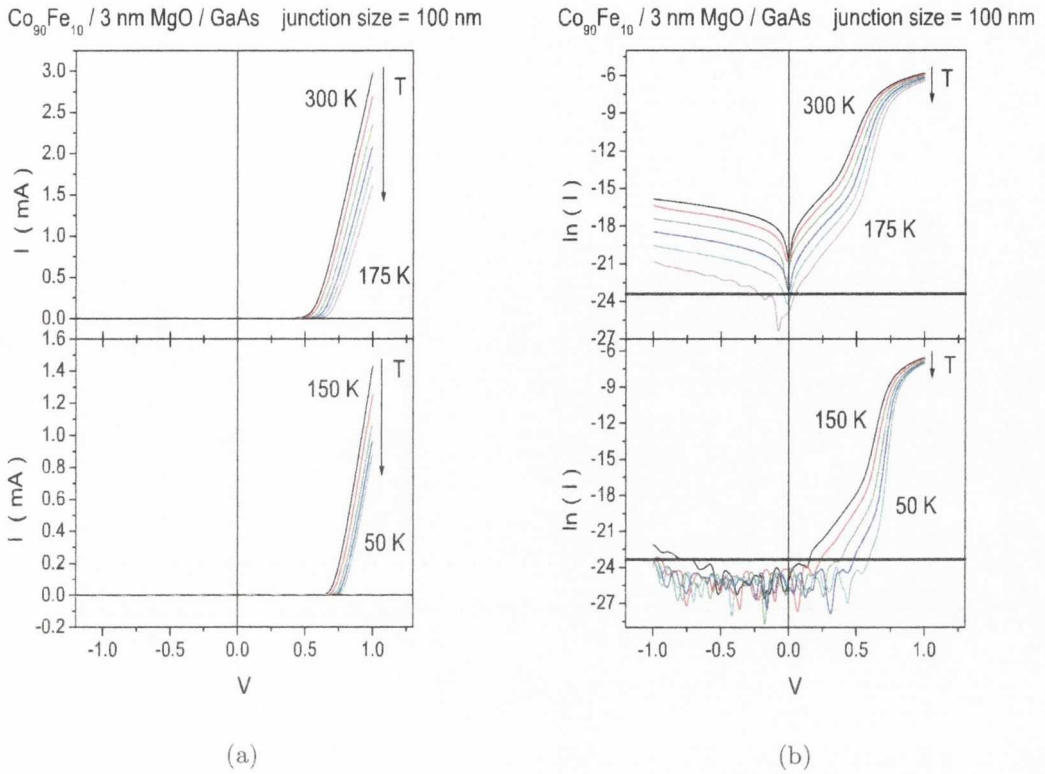 Co90Fe10 / 3 nm MgO / GaAs junction size = 100 nm
3.0
2.5
2.0
1.5
1.0
0.5
0.0
I ( mA )
300 K
T
175 K
1.6
1.4
1.2
1.0
0.8
0.6
0.4
0.2
0.0
-0.2
I ( mA )
150 K
T
50 K
-1.0 -0.5 0.0 0.5 1.0
V
(a)
Co99Fe10 / 3 nm MgO / GaAs junction size = 100 nm
-6
-9
-12
-15
-18
-21
-24
-27
ln ( I )
300 K
T
175 K
-6
-9
-12
-15
-18
-21
-24
-27
ln ( I )
150 K
T
50 K
-1.0 -0.5 0.0 0.5 1.0
V
(b)